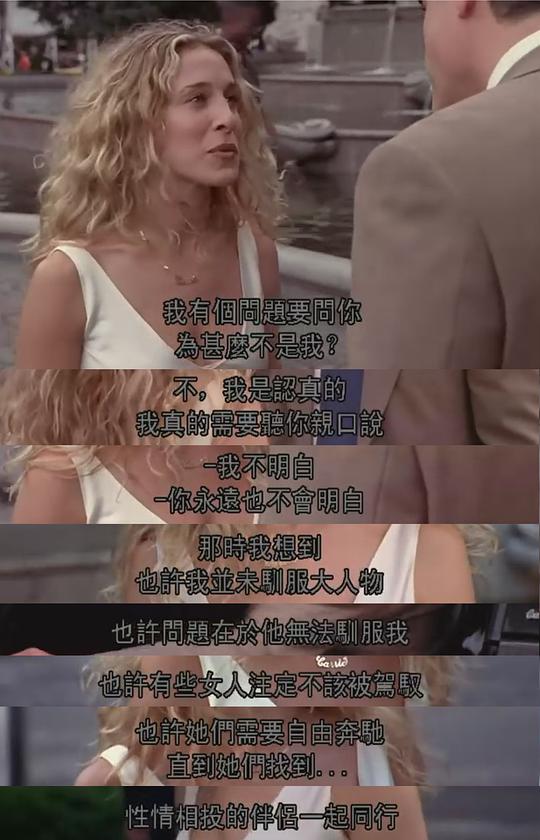 我有個問題要問你
為甚麼不是我？
不，我是認真的
我真的需要聽你親口說
-我不明白
-你永遠也不會明白
那時我想到
也許我並未馴服大人物
也許問題在於他無法馴服我
Carrie
也許有些女人注定不該被駕馭
也許她們需要自由奔馳
直到她們找到...
性情相投的伴侶一起同行